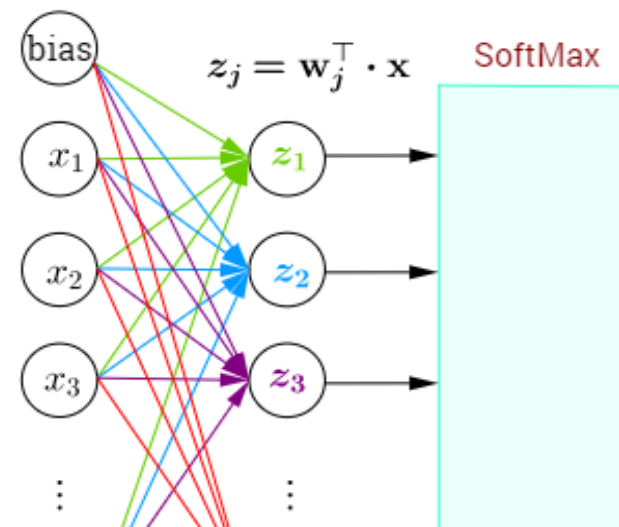 bias
z_j = w_j^⊤ · x
SoftMax
x_1
z_1
x_2
z_2
x_3
z_3
⋮ ⋮